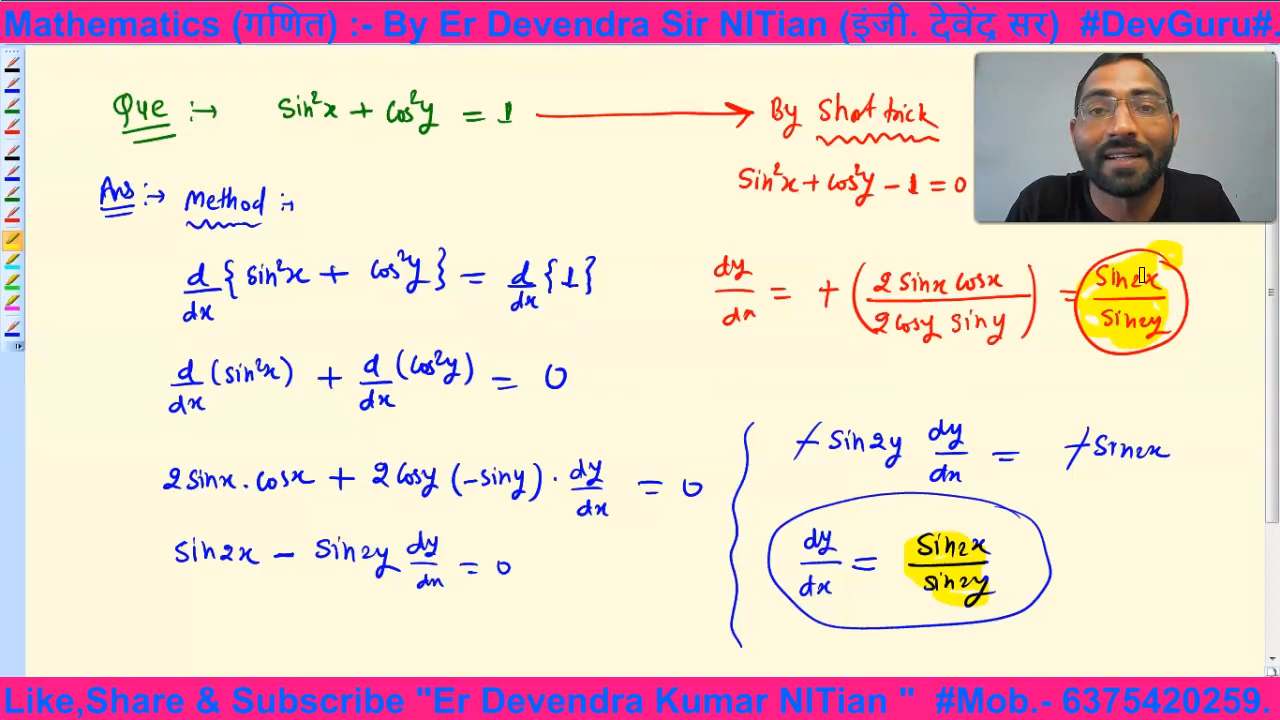 Mathematics (गणित) :- By Er Devendra Sir NITian (इंजी. देवेंद्र सर) #DevGuru#.
Que :→ Sin²x + cos²y = 1 ⟶ By Shot trick
Sin²x + cos²y − 1 = 0
Ans :→ Method :→
d/dx {sin²x + cos²y} = d/dx {1}
dy/dx = + (2 Sinx Cosx / 2 Cosy Siny) = Sin2x / Sin2y
d/dx (sin²x) + d/dx (cos²y) = 0
2 Sinx . Cosx + 2 Cosy (−siny) · dy/dx = 0
Sin2x − Sin2y dy/dx = 0
− Sin2y dy/dx = − Sin2x
dy/dx = Sin2x / Sin2y
Like,Share & Subscribe "Er Devendra Kumar NITian " #Mob.- 6375420259.